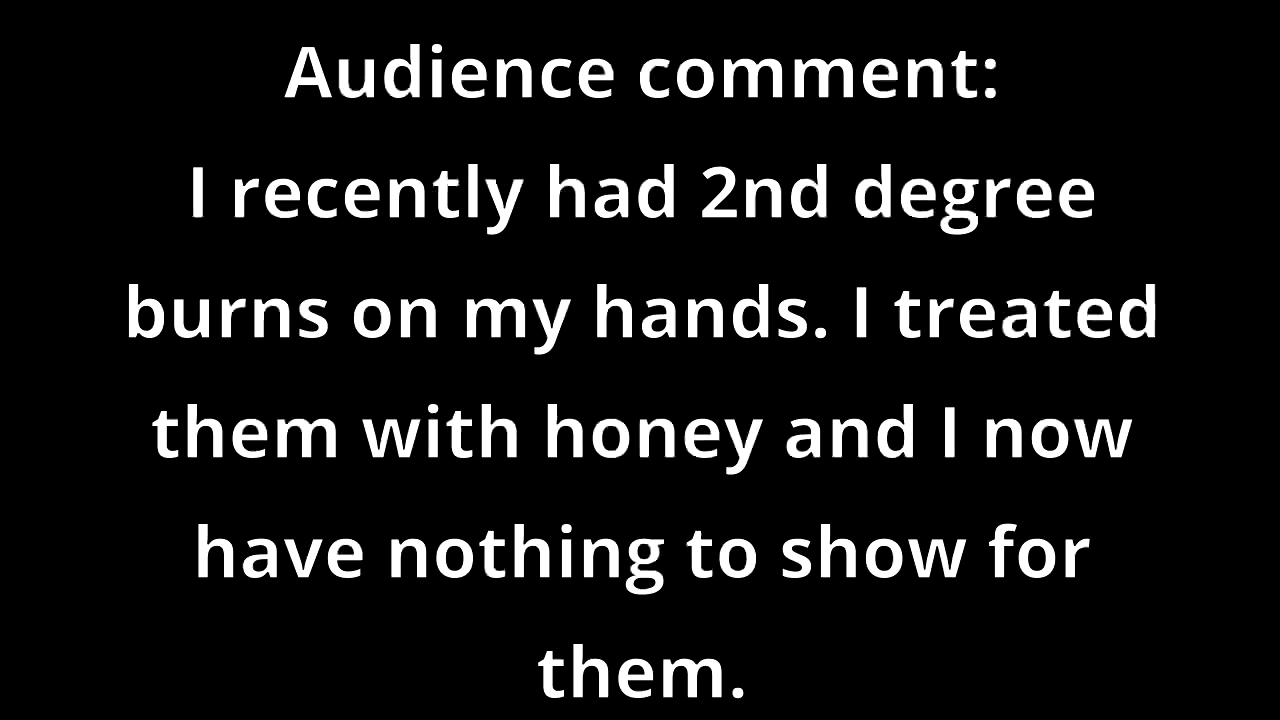 Audience comment:
I recently had 2nd degree
burns on my hands. I treated
them with honey and I now
have nothing to show for
them.